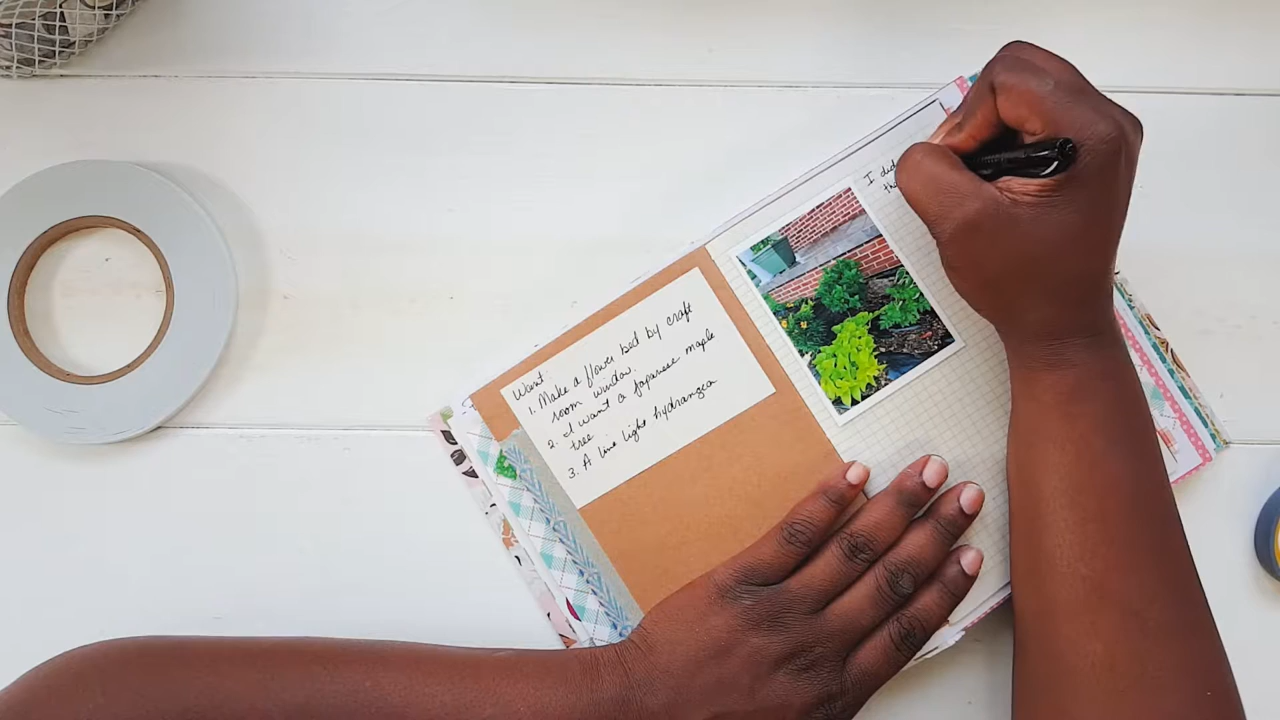 Want:
1. Make a flower bed by craft
room window.
2. I want a Japanese maple
tree
3. A lime light hydrangea
I did